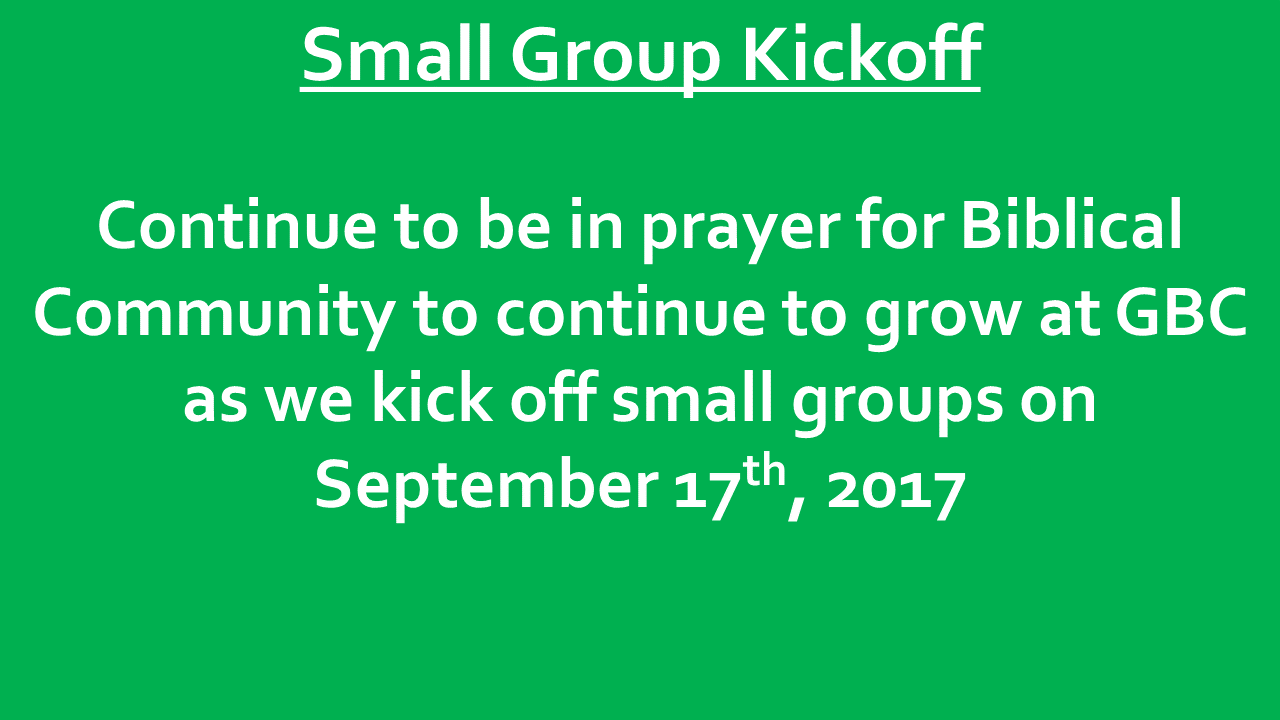 Small Group Kickoff
Continue to be in prayer for Biblical
Community to continue to grow at GBC
as we kick off small groups on
September 17th, 2017